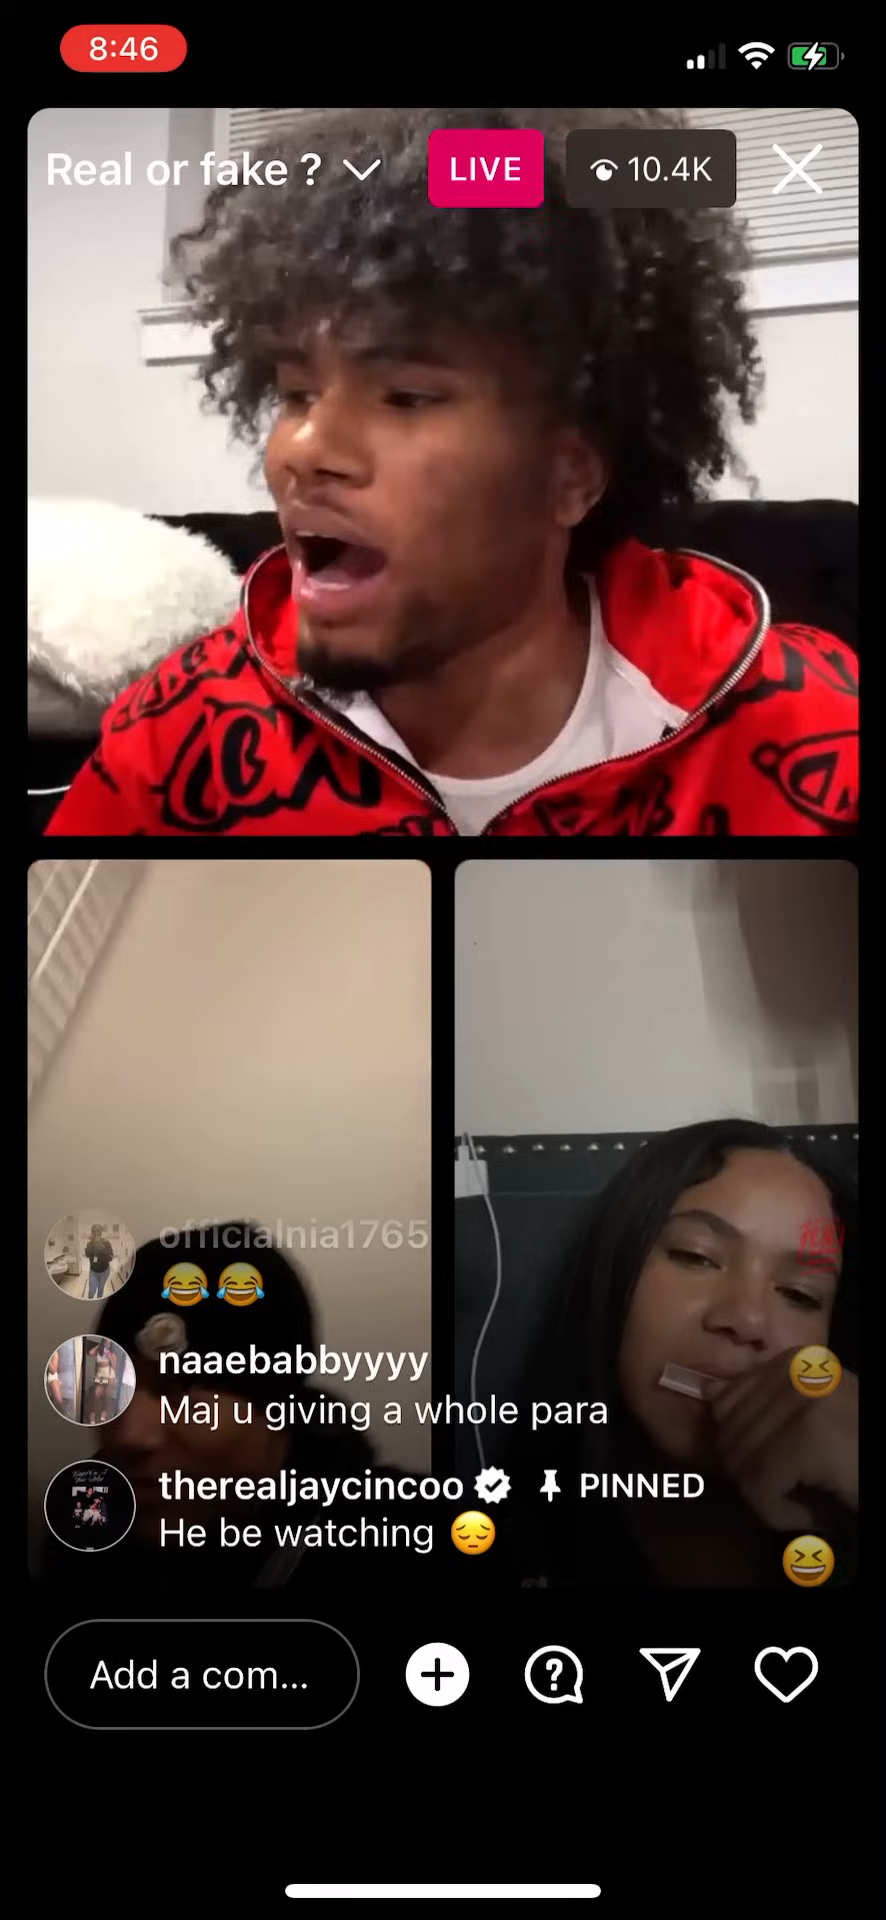 8:46
Real or fake ?
LIVE
10.4K
officialnia1765
😂😂
naaebabbyyyy
Maj u giving a whole para
therealjaycincoo PINNED
He be watching 😔
Add a com...